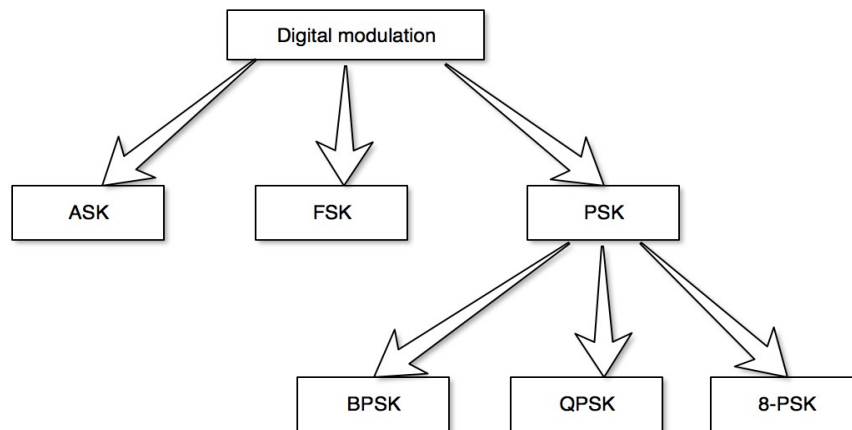 Digital modulation
ASK
FSK
PSK
BPSK
QPSK
8-PSK